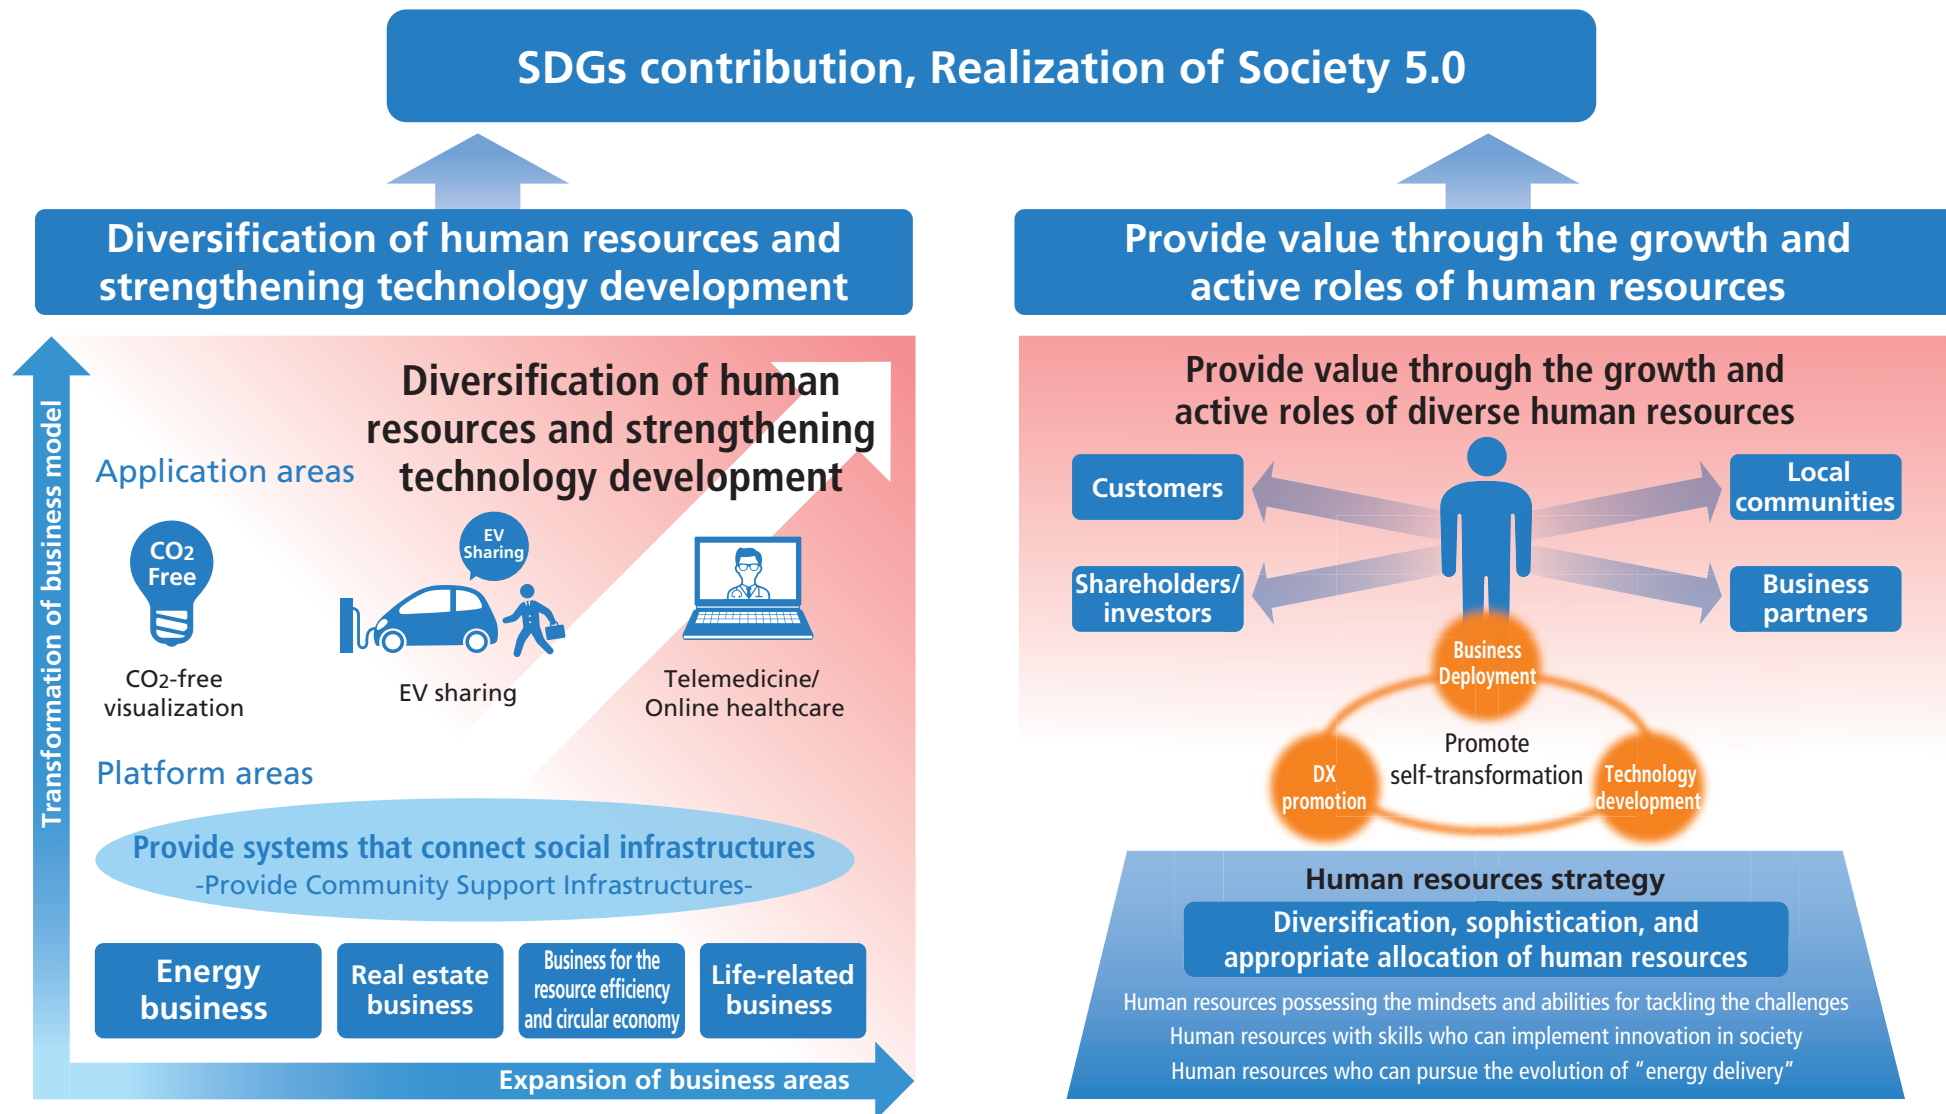 SDGs contribution, Realization of Society 5.0
Diversification of human resources and
strengthening technology development
Transformation of business model
Diversification of human
resources and strengthening
technology development
Application areas
CO2
Free
EV
Sharing
CO2-free
visualization
EV sharing
Telemedicine/
Online healthcare
Platform areas
Provide systems that connect social infrastructures
-Provide Community Support Infrastructures-
Energy
business
Real estate
business
Business for the
resource efficiency
and circular economy
Life-related
business
Expansion of business areas
Provide value through the growth and
active roles of human resources
Provide value through the growth and
active roles of diverse human resources
Customers
Local
communities
Shareholders/
investors
Business
partners
Business
Deployment
Promote
self-transformation
DX
promotion
Technology
development
Human resources strategy
Diversification, sophistication, and
appropriate allocation of human resources
Human resources possessing the mindsets and abilities for tackling the challenges
Human resources with skills who can implement innovation in society
Human resources who can pursue the evolution of “energy delivery”